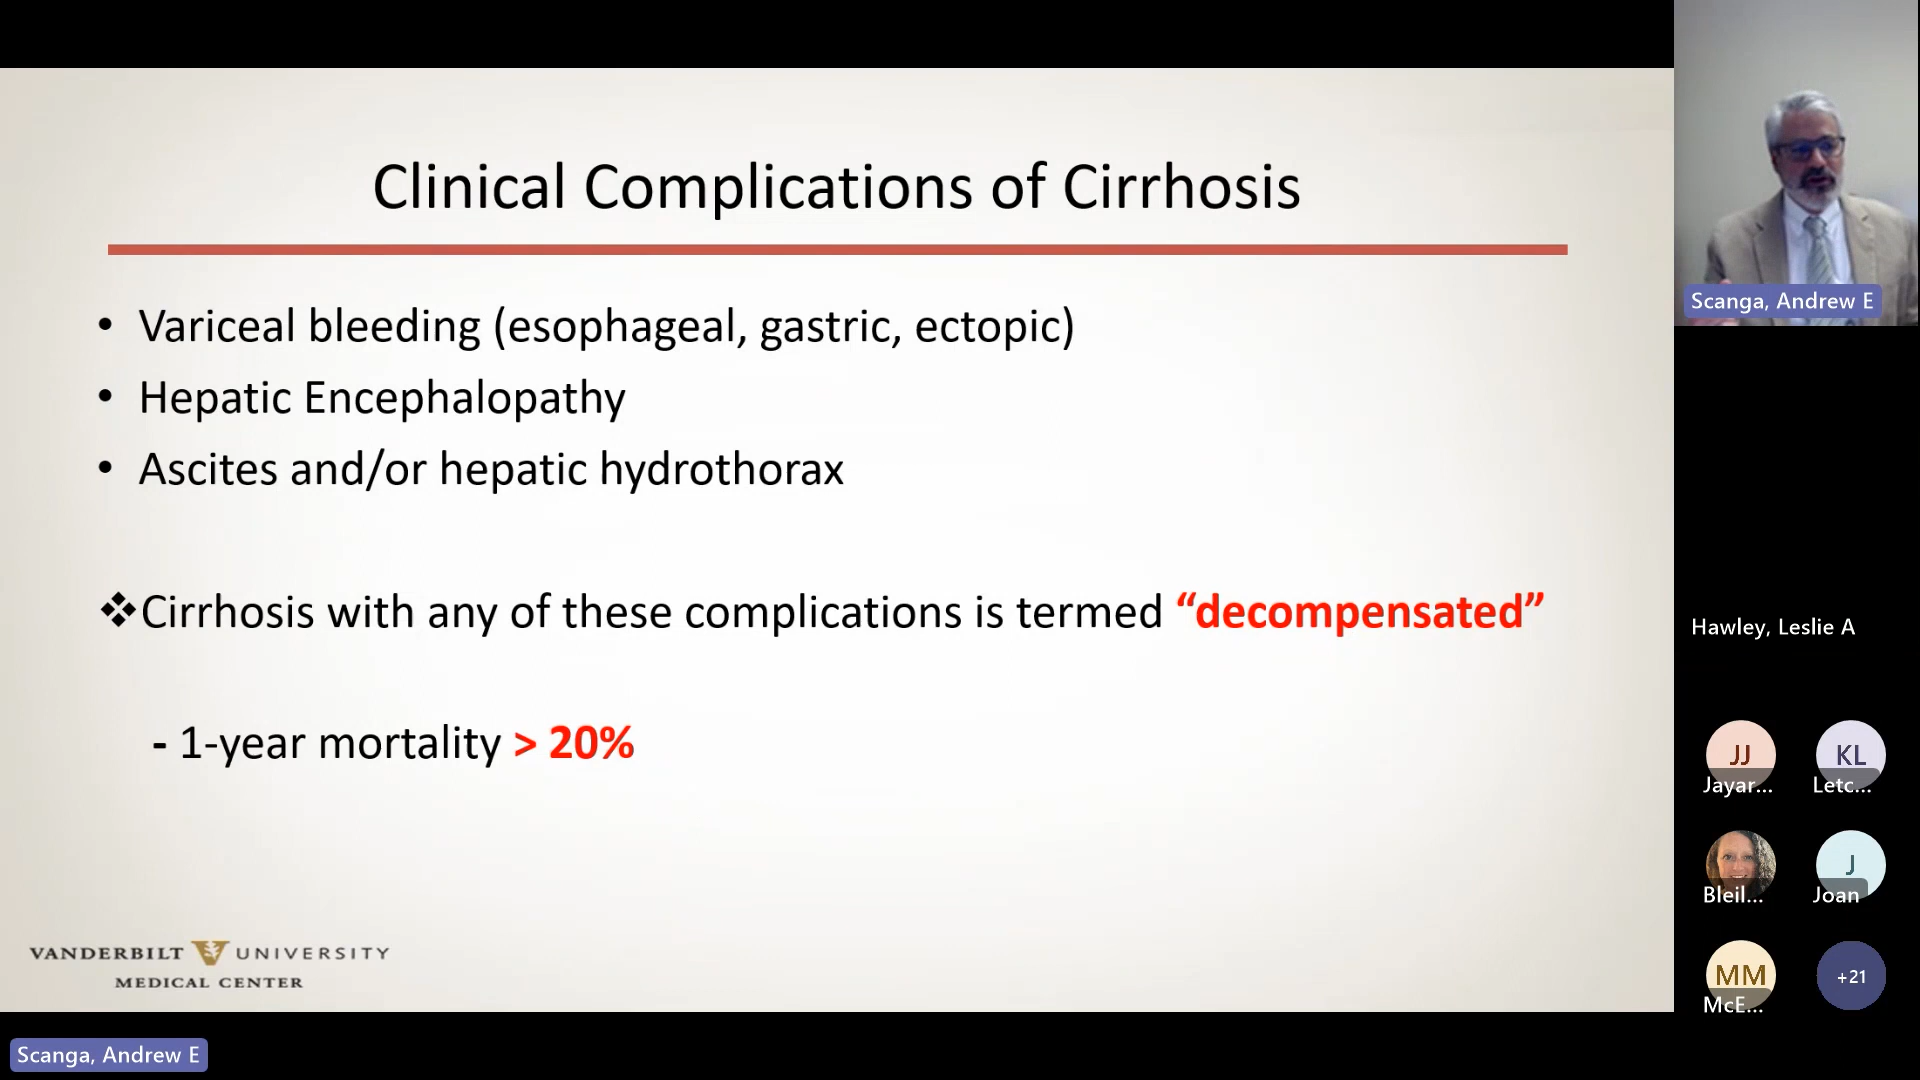 Clinical Complications of Cirrhosis
• Variceal bleeding (esophageal, gastric, ectopic)
• Hepatic Encephalopathy
• Ascites and/or hepatic hydrothorax
❖Cirrhosis with any of these complications is termed “decompensated”
- 1-year mortality > 20%
VANDERBILT UNIVERSITY
MEDICAL CENTER
Scanga, Andrew E
Scanga, Andrew E
Hawley, Leslie A
JJ KL
Jayar... Letc...
J
Bleil... Joan
MM +21
McE...